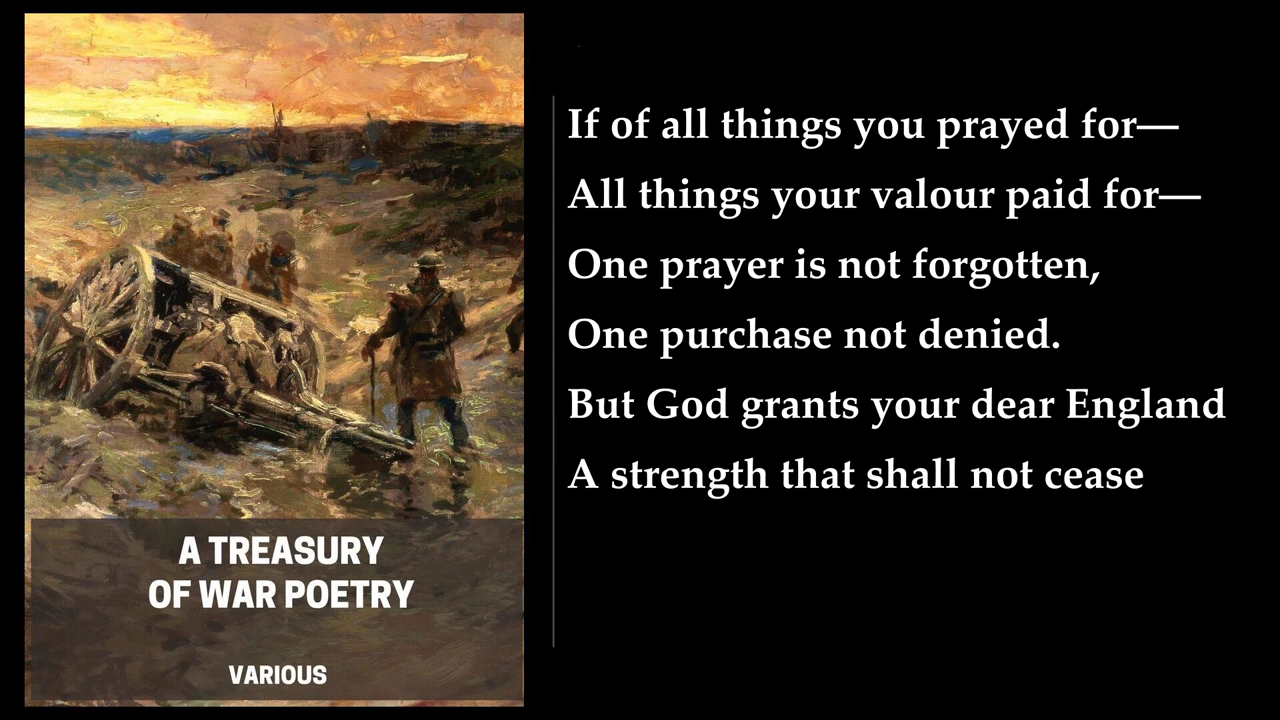 A TREASURY
OF WAR POETRY
VARIOUS
If of all things you prayed for—
All things your valour paid for—
One prayer is not forgotten,
One purchase not denied.
But God grants your dear England
A strength that shall not cease